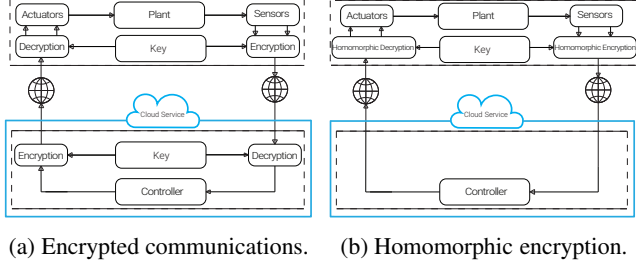 Actuators Plant Sensors
Decryption Key Encryption
Cloud Service
Encryption Key Decryption
Controller
(a) Encrypted communications.
Actuators Plant Sensors
Homomorphic Decryption Key Homomorphic Encryption
Cloud Service
Controller
(b) Homomorphic encryption.